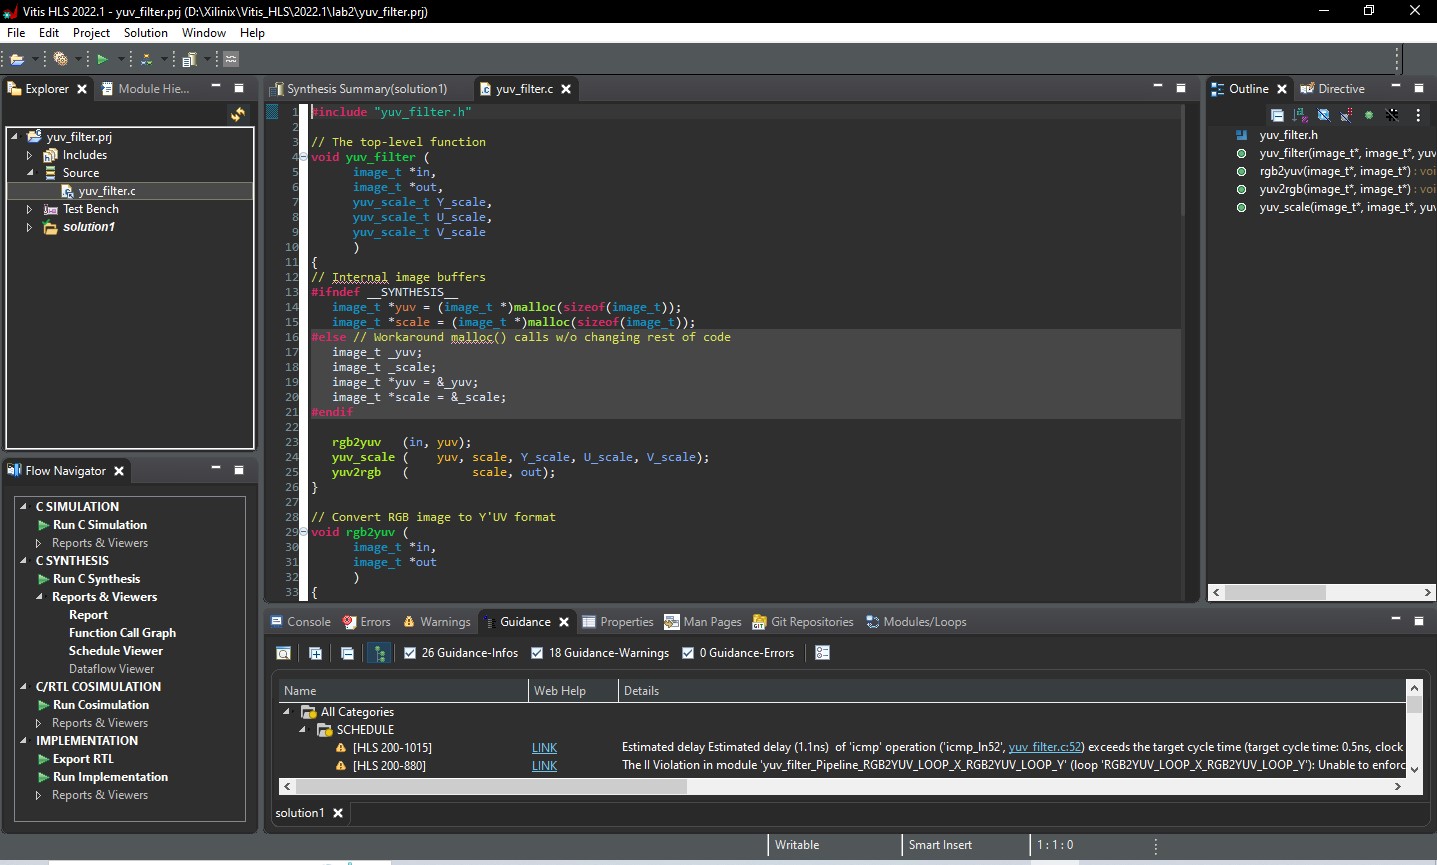 Vitis HLS 2022.1 - yuv_filter.prj (D:\Xilinix\Vitis_HLS\2022.1\lab2\yuv_filter.prj)
File Edit Project Solution Window Help
Explorer
Module Hie...
yuv_filter.prj
Includes
Source
yuv_filter.c
Test Bench
solution1
Flow Navigator
C SIMULATION
Run C Simulation
Reports & Viewers
C SYNTHESIS
Run C Synthesis
Reports & Viewers
Report
Function Call Graph
Schedule Viewer
Dataflow Viewer
C/RTL COSIMULATION
Run Cosimulation
Reports & Viewers
IMPLEMENTATION
Export RTL
Run Implementation
Reports & Viewers
Synthesis Summary(solution1)
yuv_filter.c
1 #include "yuv_filter.h"
2
3 // The top-level function
4 void yuv_filter (
5 image_t *in,
6 image_t *out,
7 yuv_scale_t Y_scale,
8 yuv_scale_t U_scale,
9 yuv_scale_t V_scale
10 )
11 {
12 // Internal image buffers
13 #ifndef __SYNTHESIS__
14 image_t *yuv = (image_t *)malloc(sizeof(image_t));
15 image_t *scale = (image_t *)malloc(sizeof(image_t));
16 #else // Workaround malloc() calls w/o changing rest of code
17 image_t _yuv;
18 image_t _scale;
19 image_t *yuv = &_yuv;
20 image_t *scale = &_scale;
21 #endif
22
23 rgb2yuv (in, yuv);
24 yuv_scale ( yuv, scale, Y_scale, U_scale, V_scale);
25 yuv2rgb ( scale, out);
26 }
27
28 // Convert RGB image to Y'UV format
29 void rgb2yuv (
30 image_t *in,
31 image_t *out
32 )
33 {
Outline
Directive
yuv_filter.h
yuv_filter(image_t*, image_t*, yuv
rgb2yuv(image_t*, image_t*) : voi
yuv2rgb(image_t*, image_t*) : voi
yuv_scale(image_t*, image_t*, yuv
Console
Errors
Warnings
Guidance
Properties
Man Pages
Git Repositories
Modules/Loops
26 Guidance-Infos
18 Guidance-Warnings
0 Guidance-Errors
Name Web Help Details
All Categories
SCHEDULE
[HLS 200-1015] LINK Estimated delay Estimated delay (1.1ns) of 'icmp' operation ('icmp_ln52', yuv_filter.c:52) exceeds the target cycle time (target cycle time: 0.5ns, clock
[HLS 200-880] LINK The II Violation in module 'yuv_filter_Pipeline_RGB2YUV_LOOP_X_RGB2YUV_LOOP_Y' (loop 'RGB2YUV_LOOP_X_RGB2YUV_LOOP_Y'): Unable to enforc
solution1
Writable
Smart Insert
1 : 1 : 0